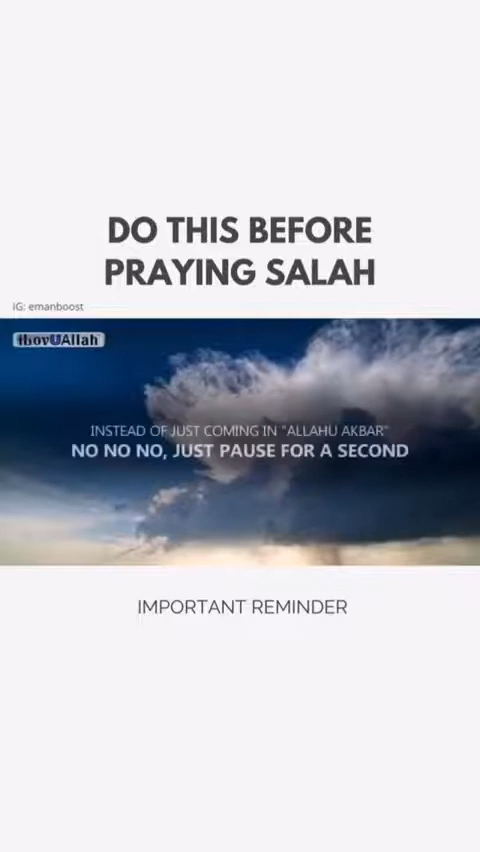 DO THIS BEFORE
PRAYING SALAH
IG: emanboost
ilovUAllah
INSTEAD OF JUST COMING IN "ALLAHU AKBAR"
NO NO NO, JUST PAUSE FOR A SECOND
IMPORTANT REMINDER